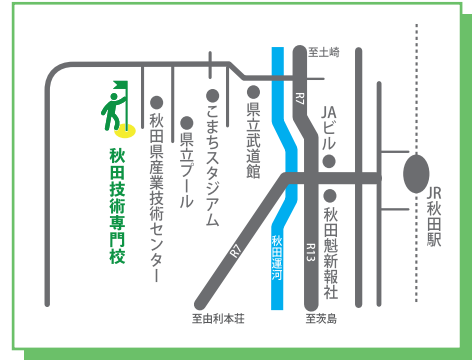 至土崎
R7
JAビル
県立武道館
こまちスタジアム
県立プール
秋田県産業技術センター
秋田技術専門校
JR秋田駅
秋田魁新報社
秋田運河
R7
R13
至由利本荘
至茨島